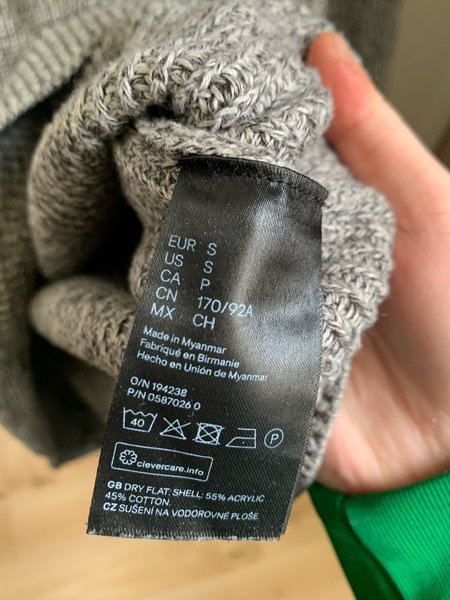 EUR S
US S
CA P
CN 170/92A
MX CH
Made in Myanmar
Fabriqué en Birmanie
Hecho en Unión de Myanmar
O/N 194238
P/N 0587026 0
40 P
clevercare.info
GB DRY FLAT: SHELL: 55% ACRYLIC
45% COTTON
CZ SUŠENÍ NA VODOROVNÉ PLOŠE